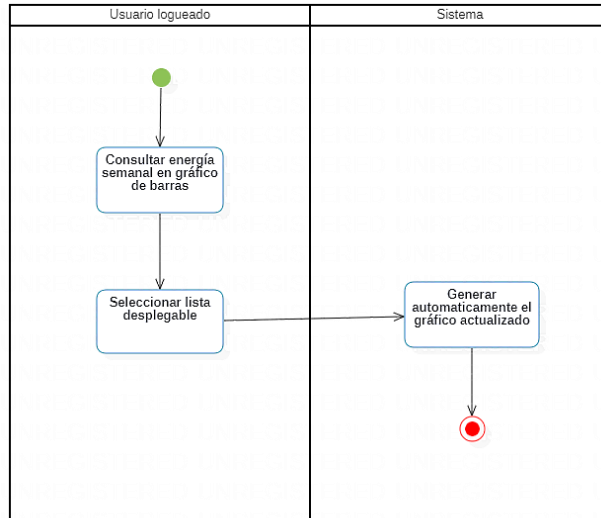 Usuario logueado
Sistema
Consultar energía
semanal en gráfico
de barras
Seleccionar lista
desplegable
Generar
automaticamente el
gráfico actualizado